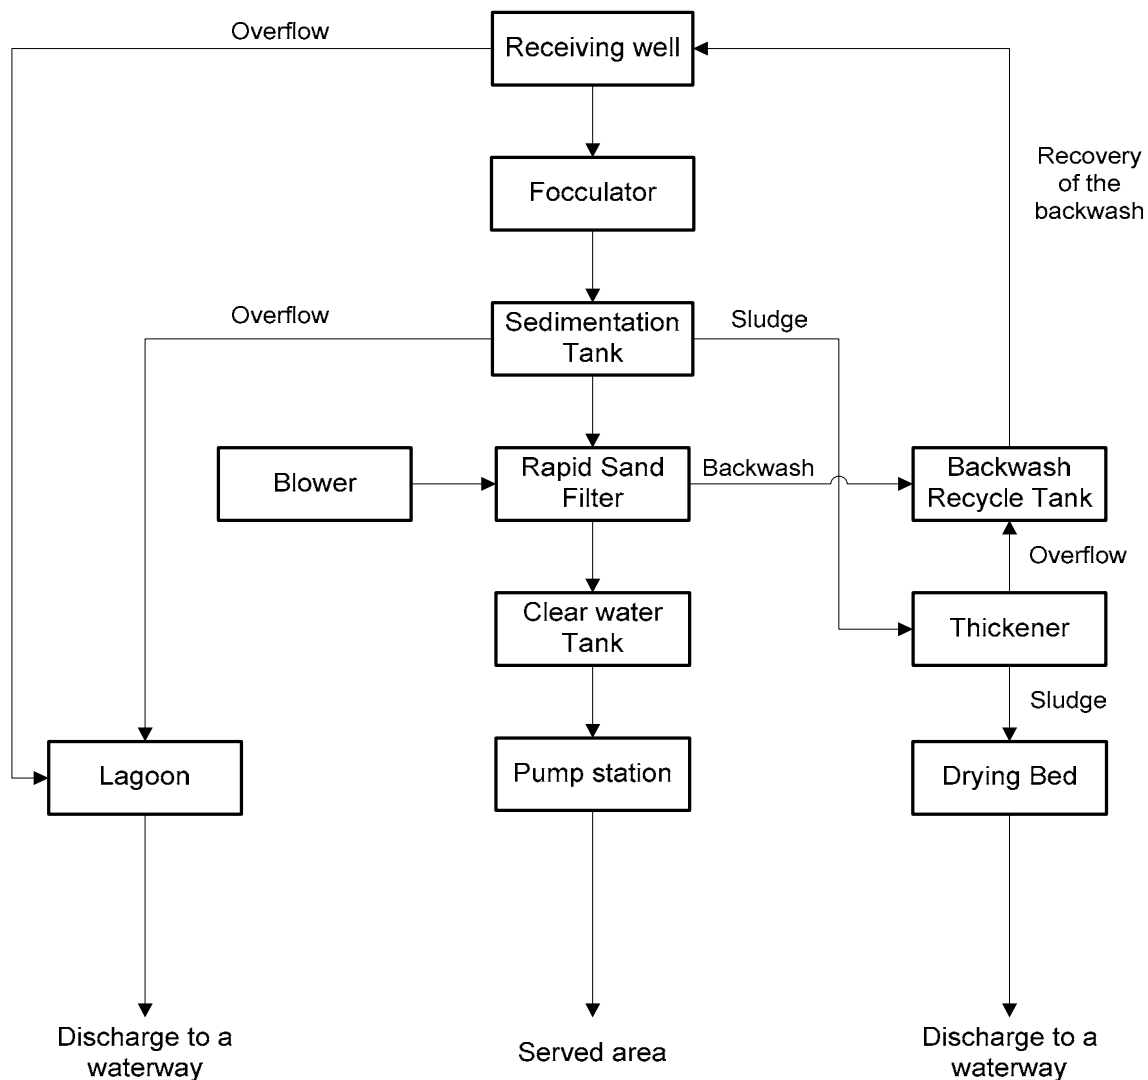 Overflow
Receiving well
Recovery
of the
backwash
Focculator
Overflow
Sedimentation
Tank
Sludge
Blower
Rapid Sand
Filter
Backwash
Backwash
Recycle Tank
Overflow
Clear water
Tank
Thickener
Sludge
Lagoon
Pump station
Drying Bed
Discharge to a
waterway
Served area
Discharge to a
waterway